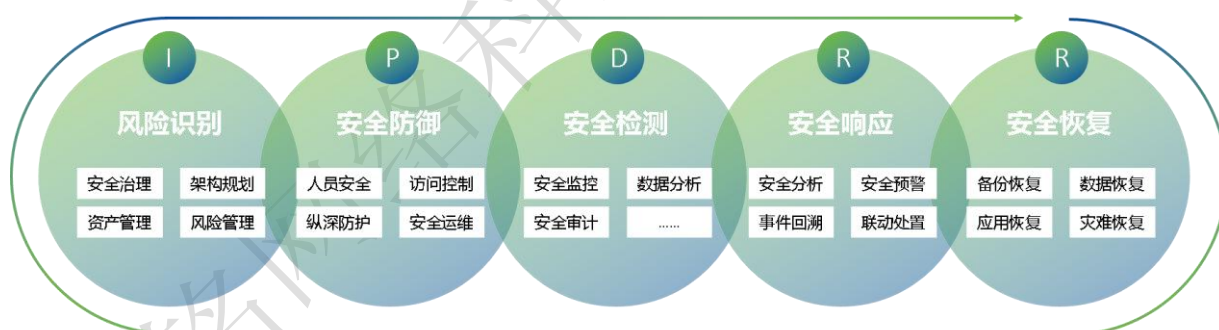 I P D R R
风险识别 安全防御 安全检测 安全响应 安全恢复
安全治理 架构规划 人员安全 访问控制 安全监控 数据分析 安全分析 安全预警 备份恢复 数据恢复
资产管理 风险管理 纵深防护 安全运维 安全审计 …… 事件回溯 联动处置 应用恢复 灾难恢复
络网络科